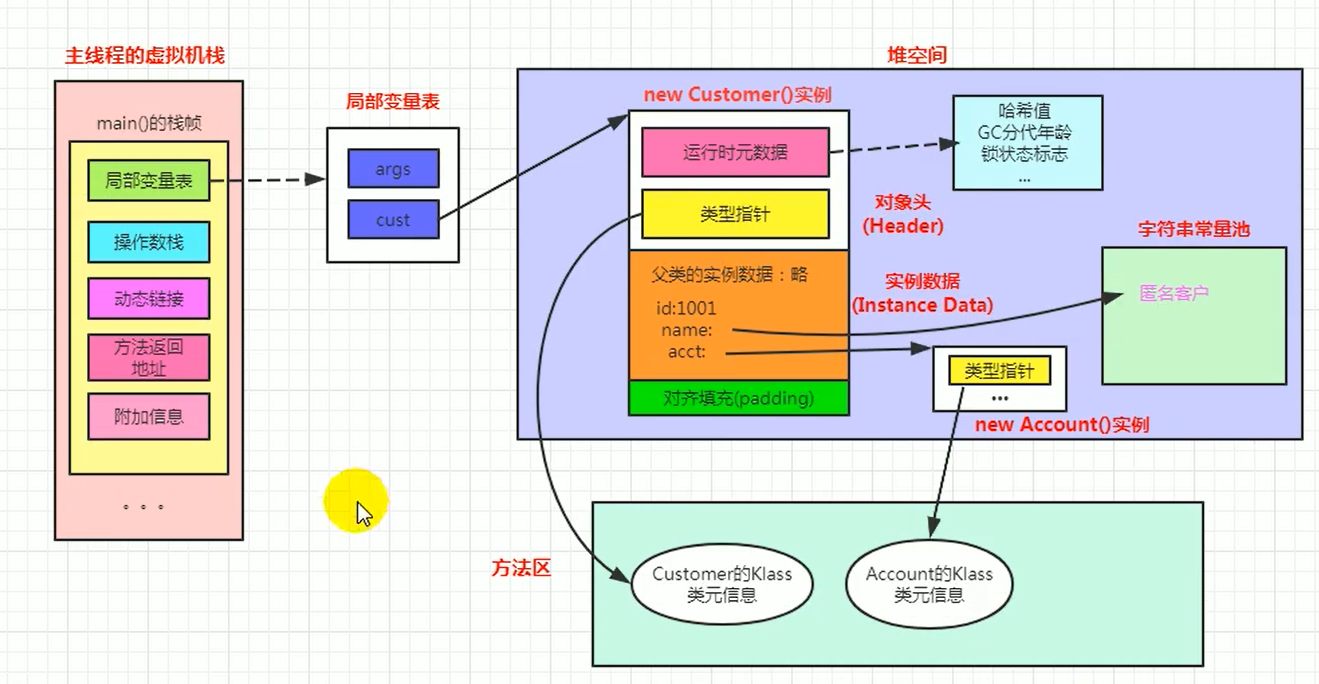 主线程的虚拟机栈
main()的栈帧
局部变量表
操作数栈
动态链接
方法返回
地址
附加信息
。。。
局部变量表
args
cust
堆空间
new Customer()实例
运行时元数据
类型指针
哈希值
GC分代年龄
锁状态标志
...
对象头
(Header)
父类的实例数据：略
id:1001
name:
acct:
对齐填充(padding)
实例数据
(Instance Data)
字符串常量池
匿名客户
类型指针
...
new Account()实例
方法区
Customer的Klass
类元信息
Account的Klass
类元信息